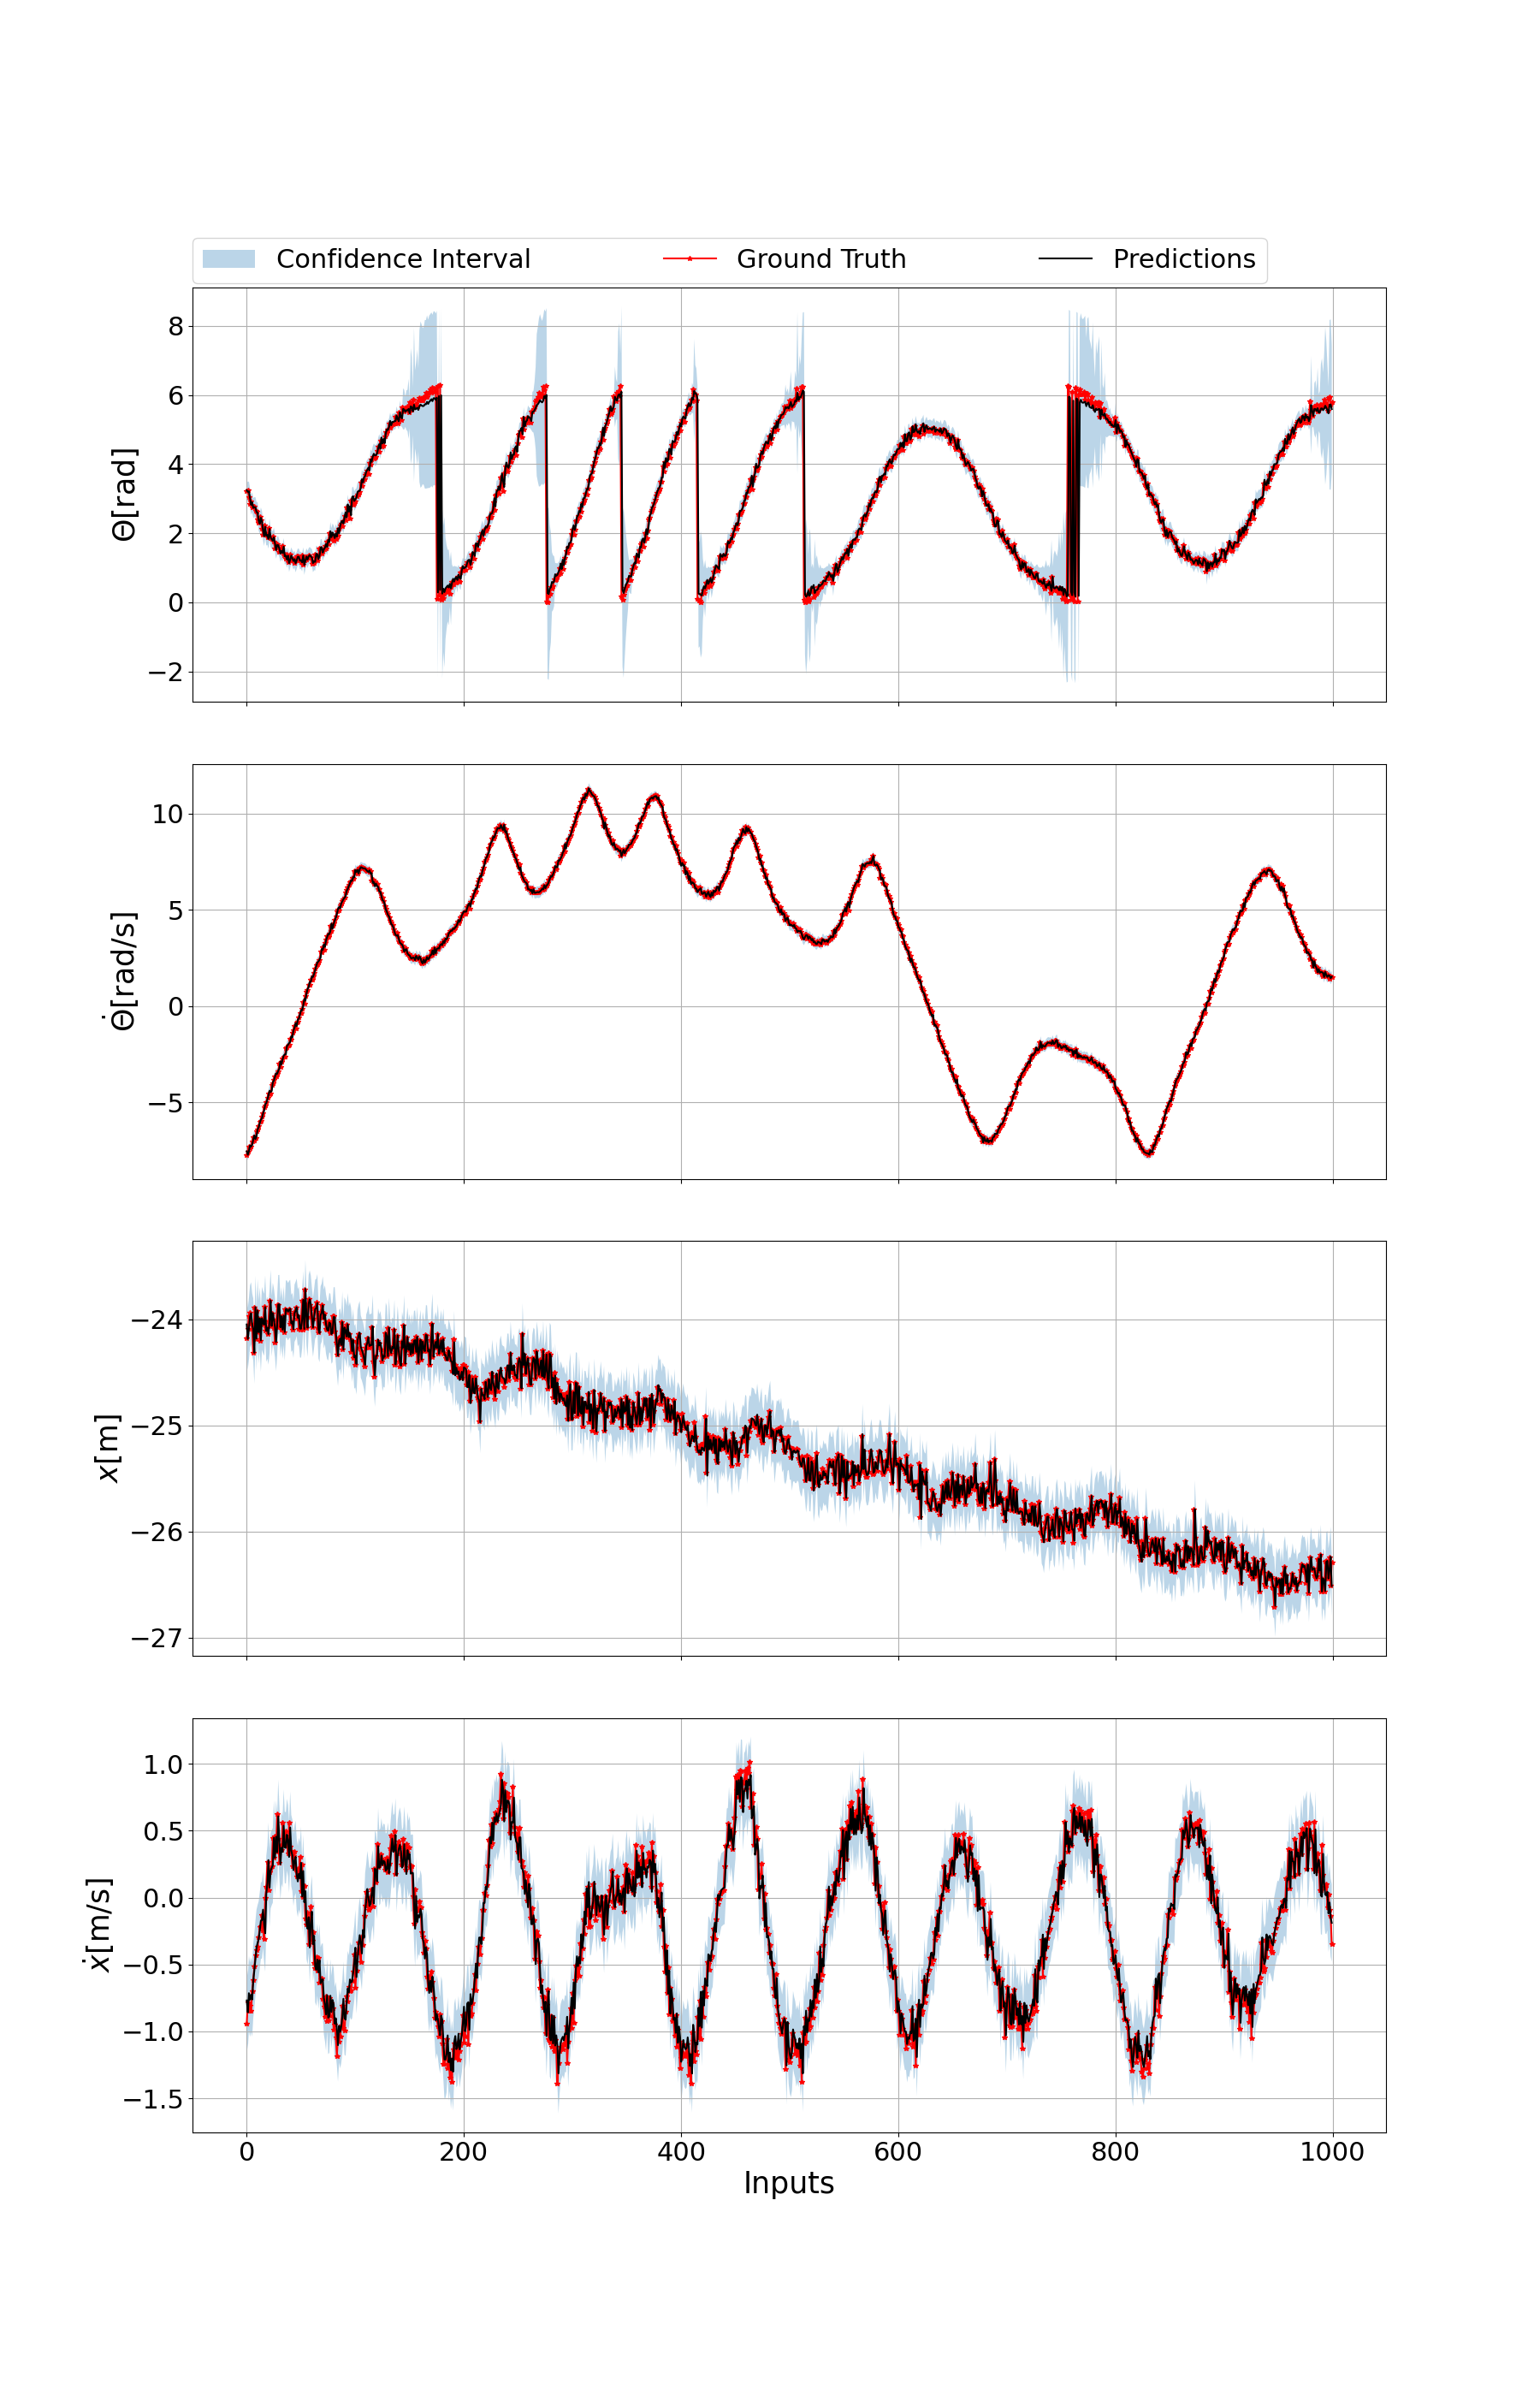 Confidence Interval Ground Truth Predictions
8
6
4
2
0
−2
Θ[rad]
10
5
0
−5
Θ̇[rad/s]
−24
−25
−26
−27
x[m]
1.0
0.5
0.0
−0.5
−1.0
−1.5
ẋ[m/s]
0 200 400 600 800 1000
Inputs